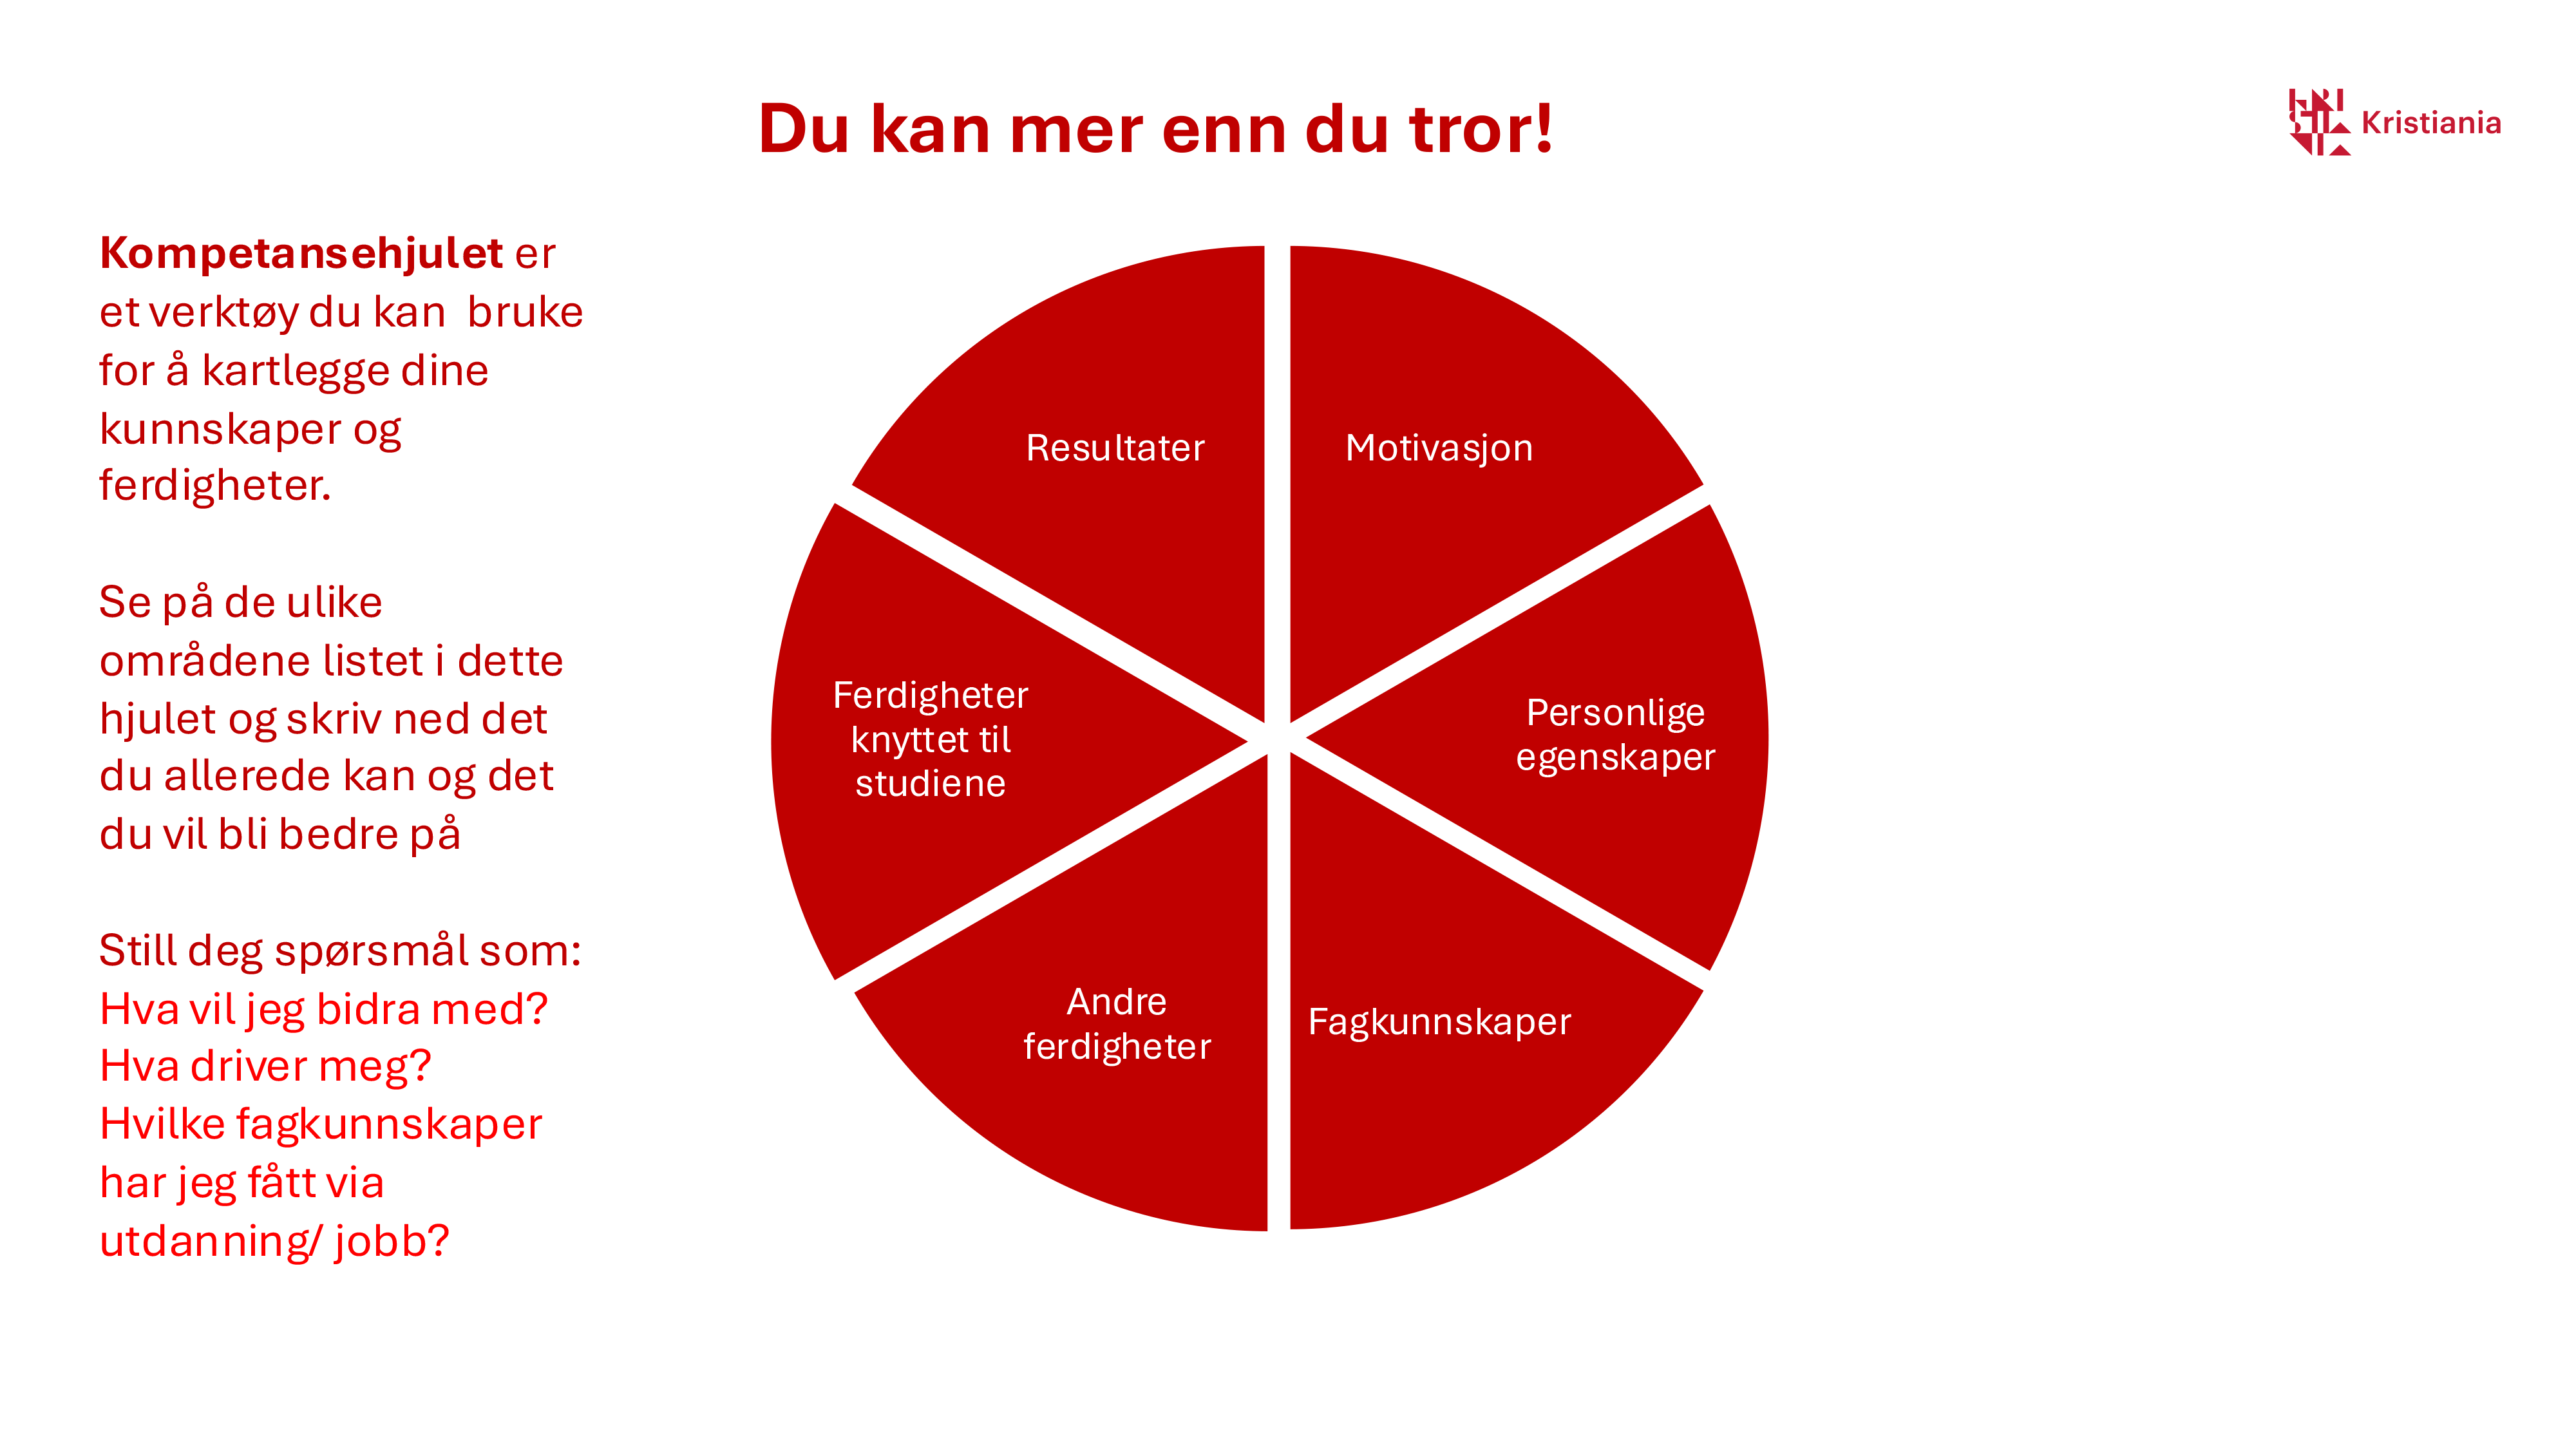 Du kan mer enn du tror!
Kristiania
Kompetansehjulet er
et verktøy du kan  bruke
for å kartlegge dine
kunnskaper og
ferdigheter.
Se på de ulike
områdene listet i dette
hjulet og skriv ned det
du allerede kan og det
du vil bli bedre på
Still deg spørsmål som:
Hva vil jeg bidra med?
Hva driver meg?
Hvilke fagkunnskaper
har jeg fått via
utdanning/ jobb?
Resultater
Motivasjon
Ferdigheter
knyttet til
studiene
Personlige
egenskaper
Andre
ferdigheter
Fagkunnskaper